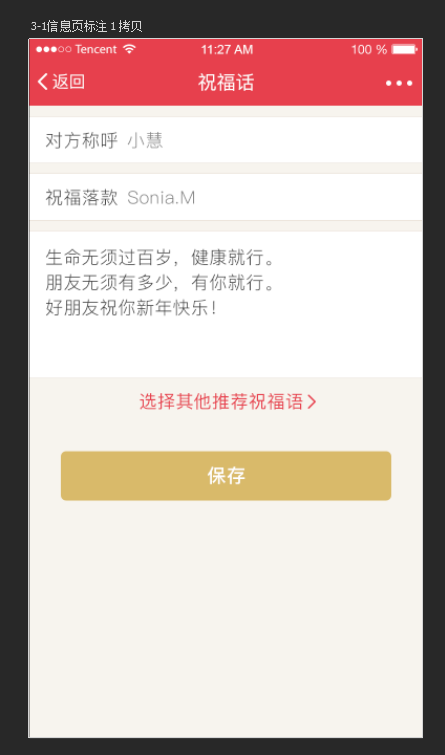 3-1信息页标注 1 拷贝
Tencent 11:27 AM 100 %
返回 祝福话
对方称呼 小慧
祝福落款 Sonia.M
生命无须过百岁，健康就行。
朋友无须有多少，有你就行。
好朋友祝你新年快乐！
选择其他推荐祝福语
保存